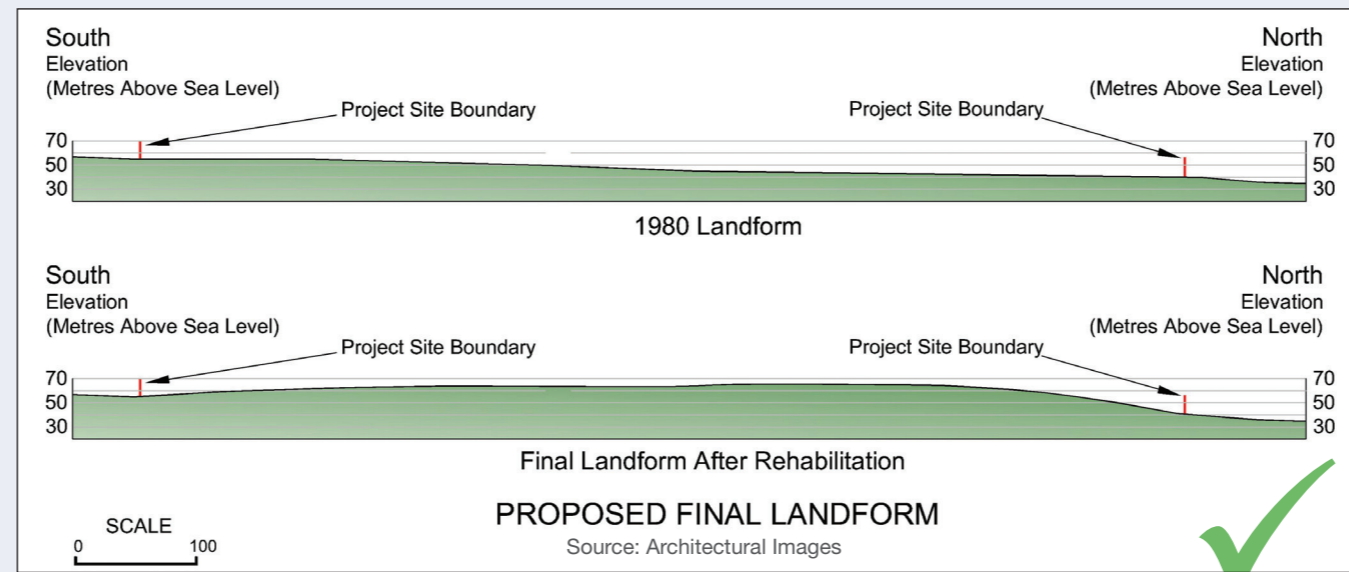 South
North
Elevation
Elevation
(Metres Above Sea Level)
(Metres Above Sea Level)
Project Site Boundary
Project Site Boundary
70
70
50
50
30
30
1980 Landform
South
North
Elevation
Elevation
(Metres Above Sea Level)
(Metres Above Sea Level)
Project Site Boundary
Project Site Boundary
70
70
50
50
30
30
Final Landform After Rehabilitation
PROPOSED FINAL LANDFORM
Source: Architectural Images
SCALE
0 100